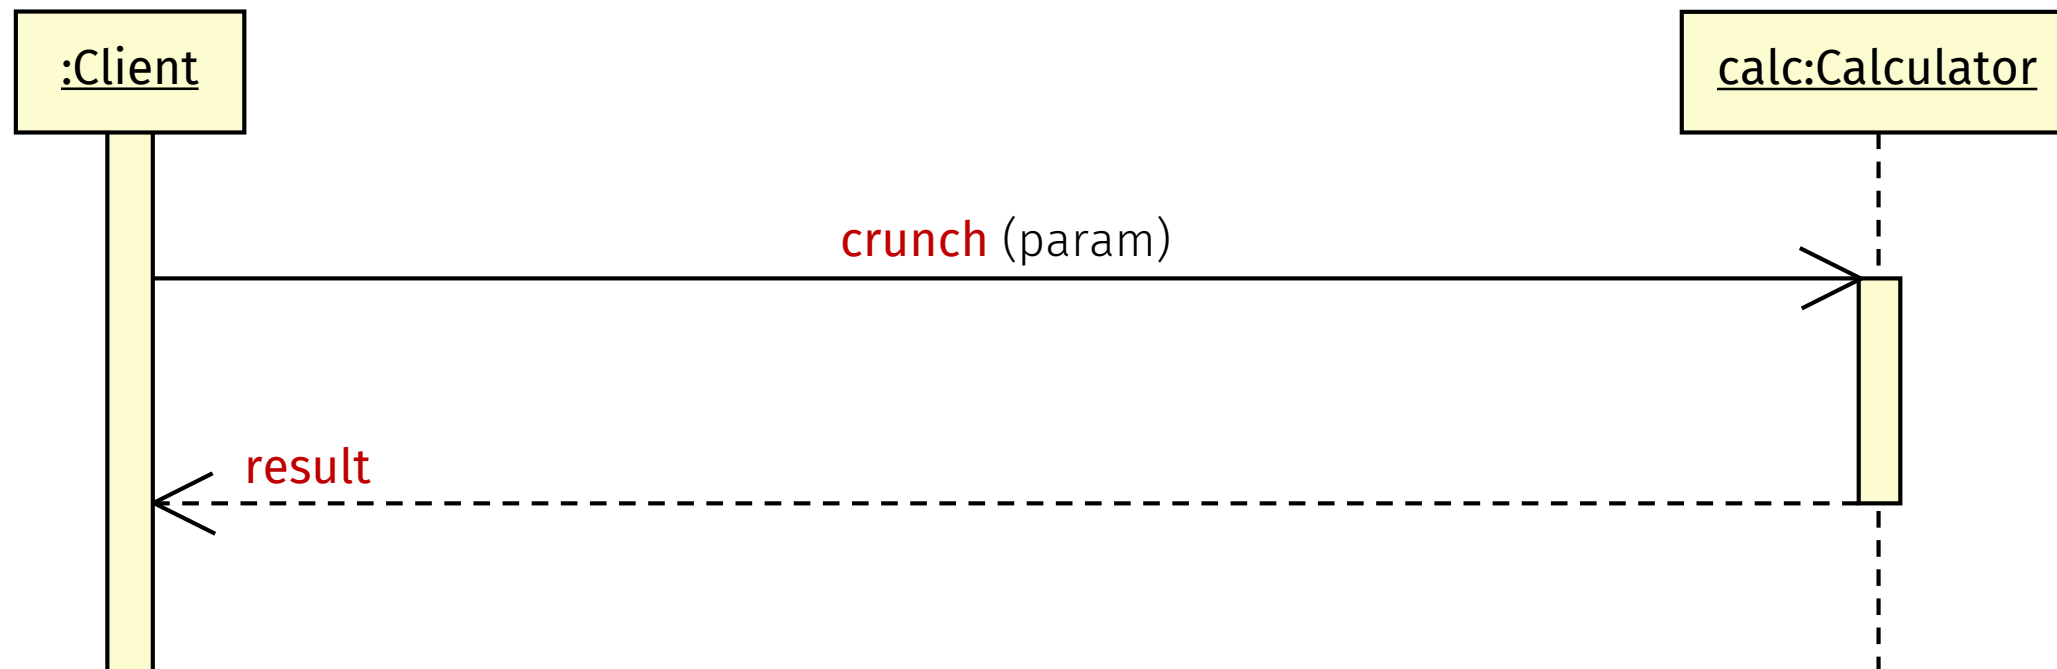 :Client
calc:Calculator
crunch (param)
result